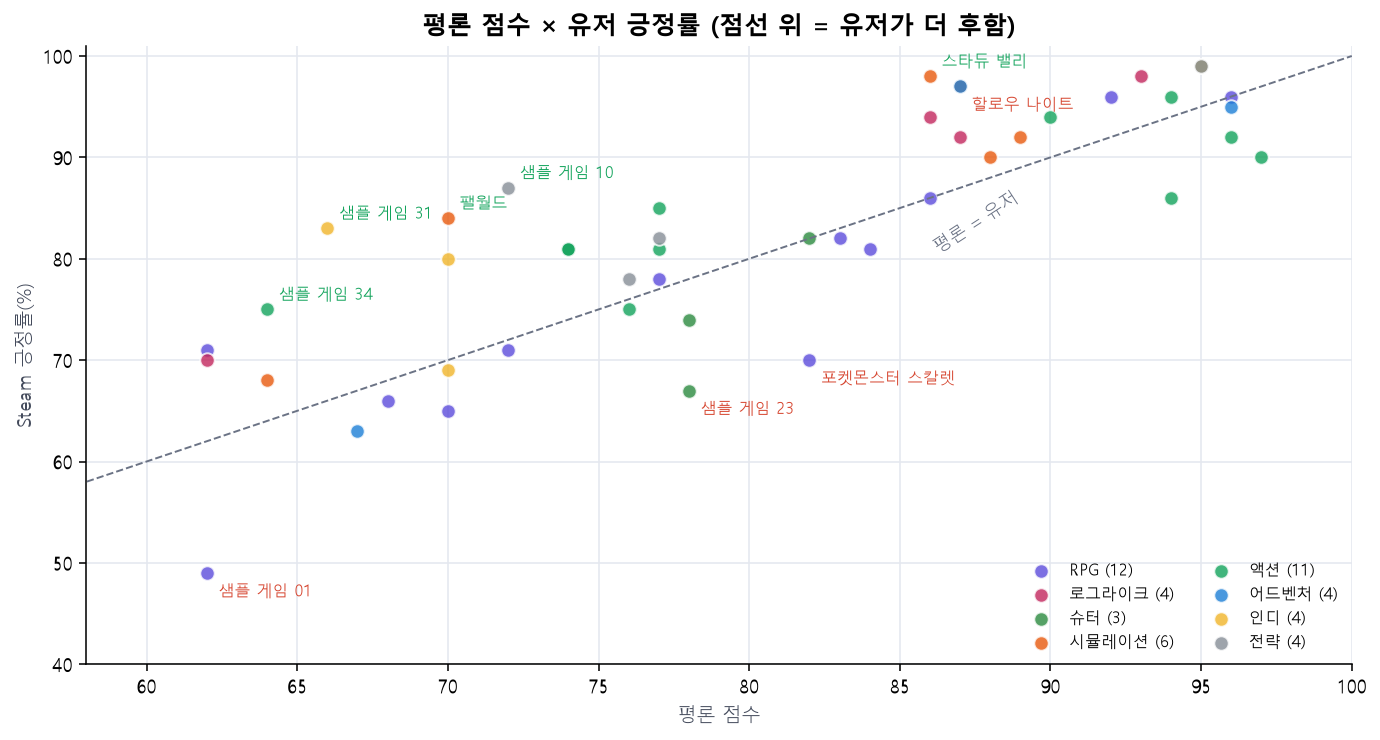 평론 점수 × 유저 긍정률 (점선 위 = 유저가 더 후함)
Steam 긍정률(%)
100
90
80
70
60
50
40
스타듀 밸리
할로우 나이트
샘플 게임 10
팰월드
샘플 게임 31
평론 = 유저
샘플 게임 34
포켓몬스터 스칼렛
샘플 게임 23
샘플 게임 01
RPG (12)
로그라이크 (4)
슈터 (3)
시뮬레이션 (6)
액션 (11)
어드벤처 (4)
인디 (4)
전략 (4)
60 65 70 75 80 85 90 95 100
평론 점수